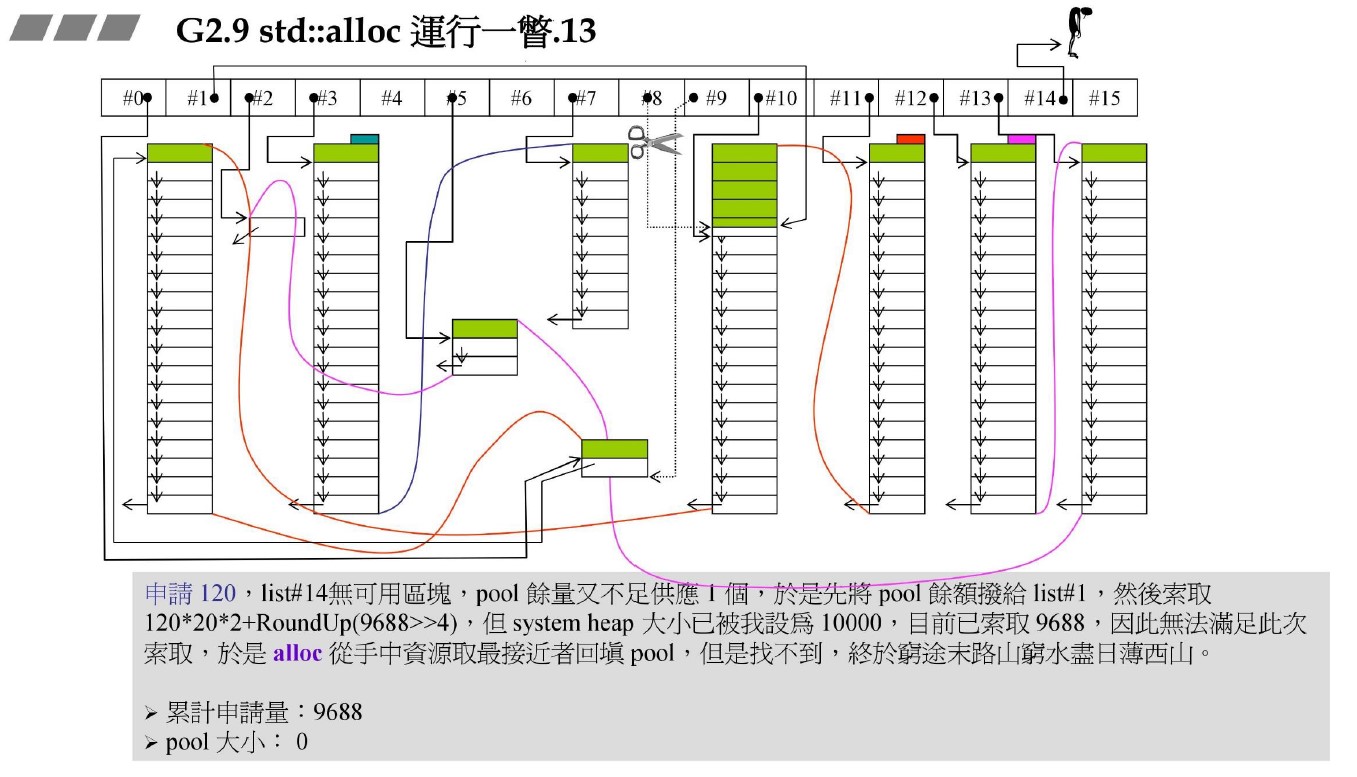 G2.9 std::alloc 運行一瞥.13
#0 #1 #2 #3 #4 #5 #6 #7 #8 #9 #10 #11 #12 #13 #14 #15
申請 120，list#14無可用區塊，pool 餘量又不足供應 1 個，於是先將 pool 餘額撥給 list#1，然後索取
120*20*2+RoundUp(9688>>4)，但 system heap 大小已被我設為 10000，目前已索取 9688，因此無法滿足此次
索取，於是 alloc 從手中資源取最接近者回填 pool，但是找不到，終於窮途末路山窮水盡日薄西山。
➢ 累計申請量：9688
➢ pool 大小： 0